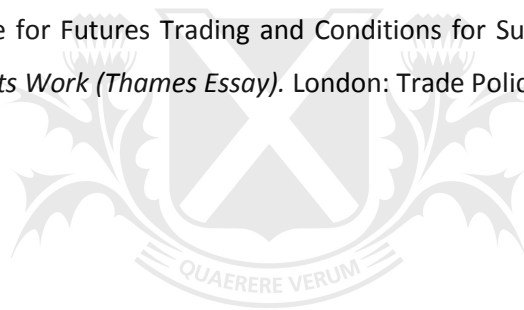 e for Futures Trading and Conditions for Su
ts Work (Thames Essay). London: Trade Polic
QUAERERE VERUM